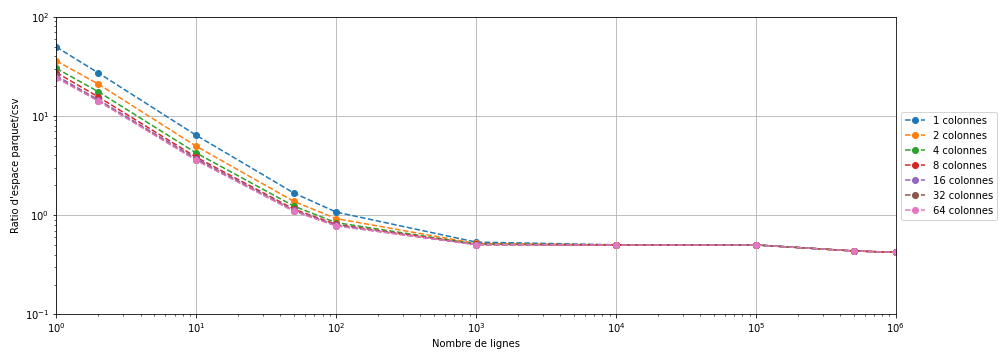 Ratio d'espace parquet/csv
10²
10¹
10⁰
10⁻¹
10⁰ 10¹ 10² 10³ 10⁴ 10⁵ 10⁶
Nombre de lignes
1 colonnes
2 colonnes
4 colonnes
8 colonnes
16 colonnes
32 colonnes
64 colonnes